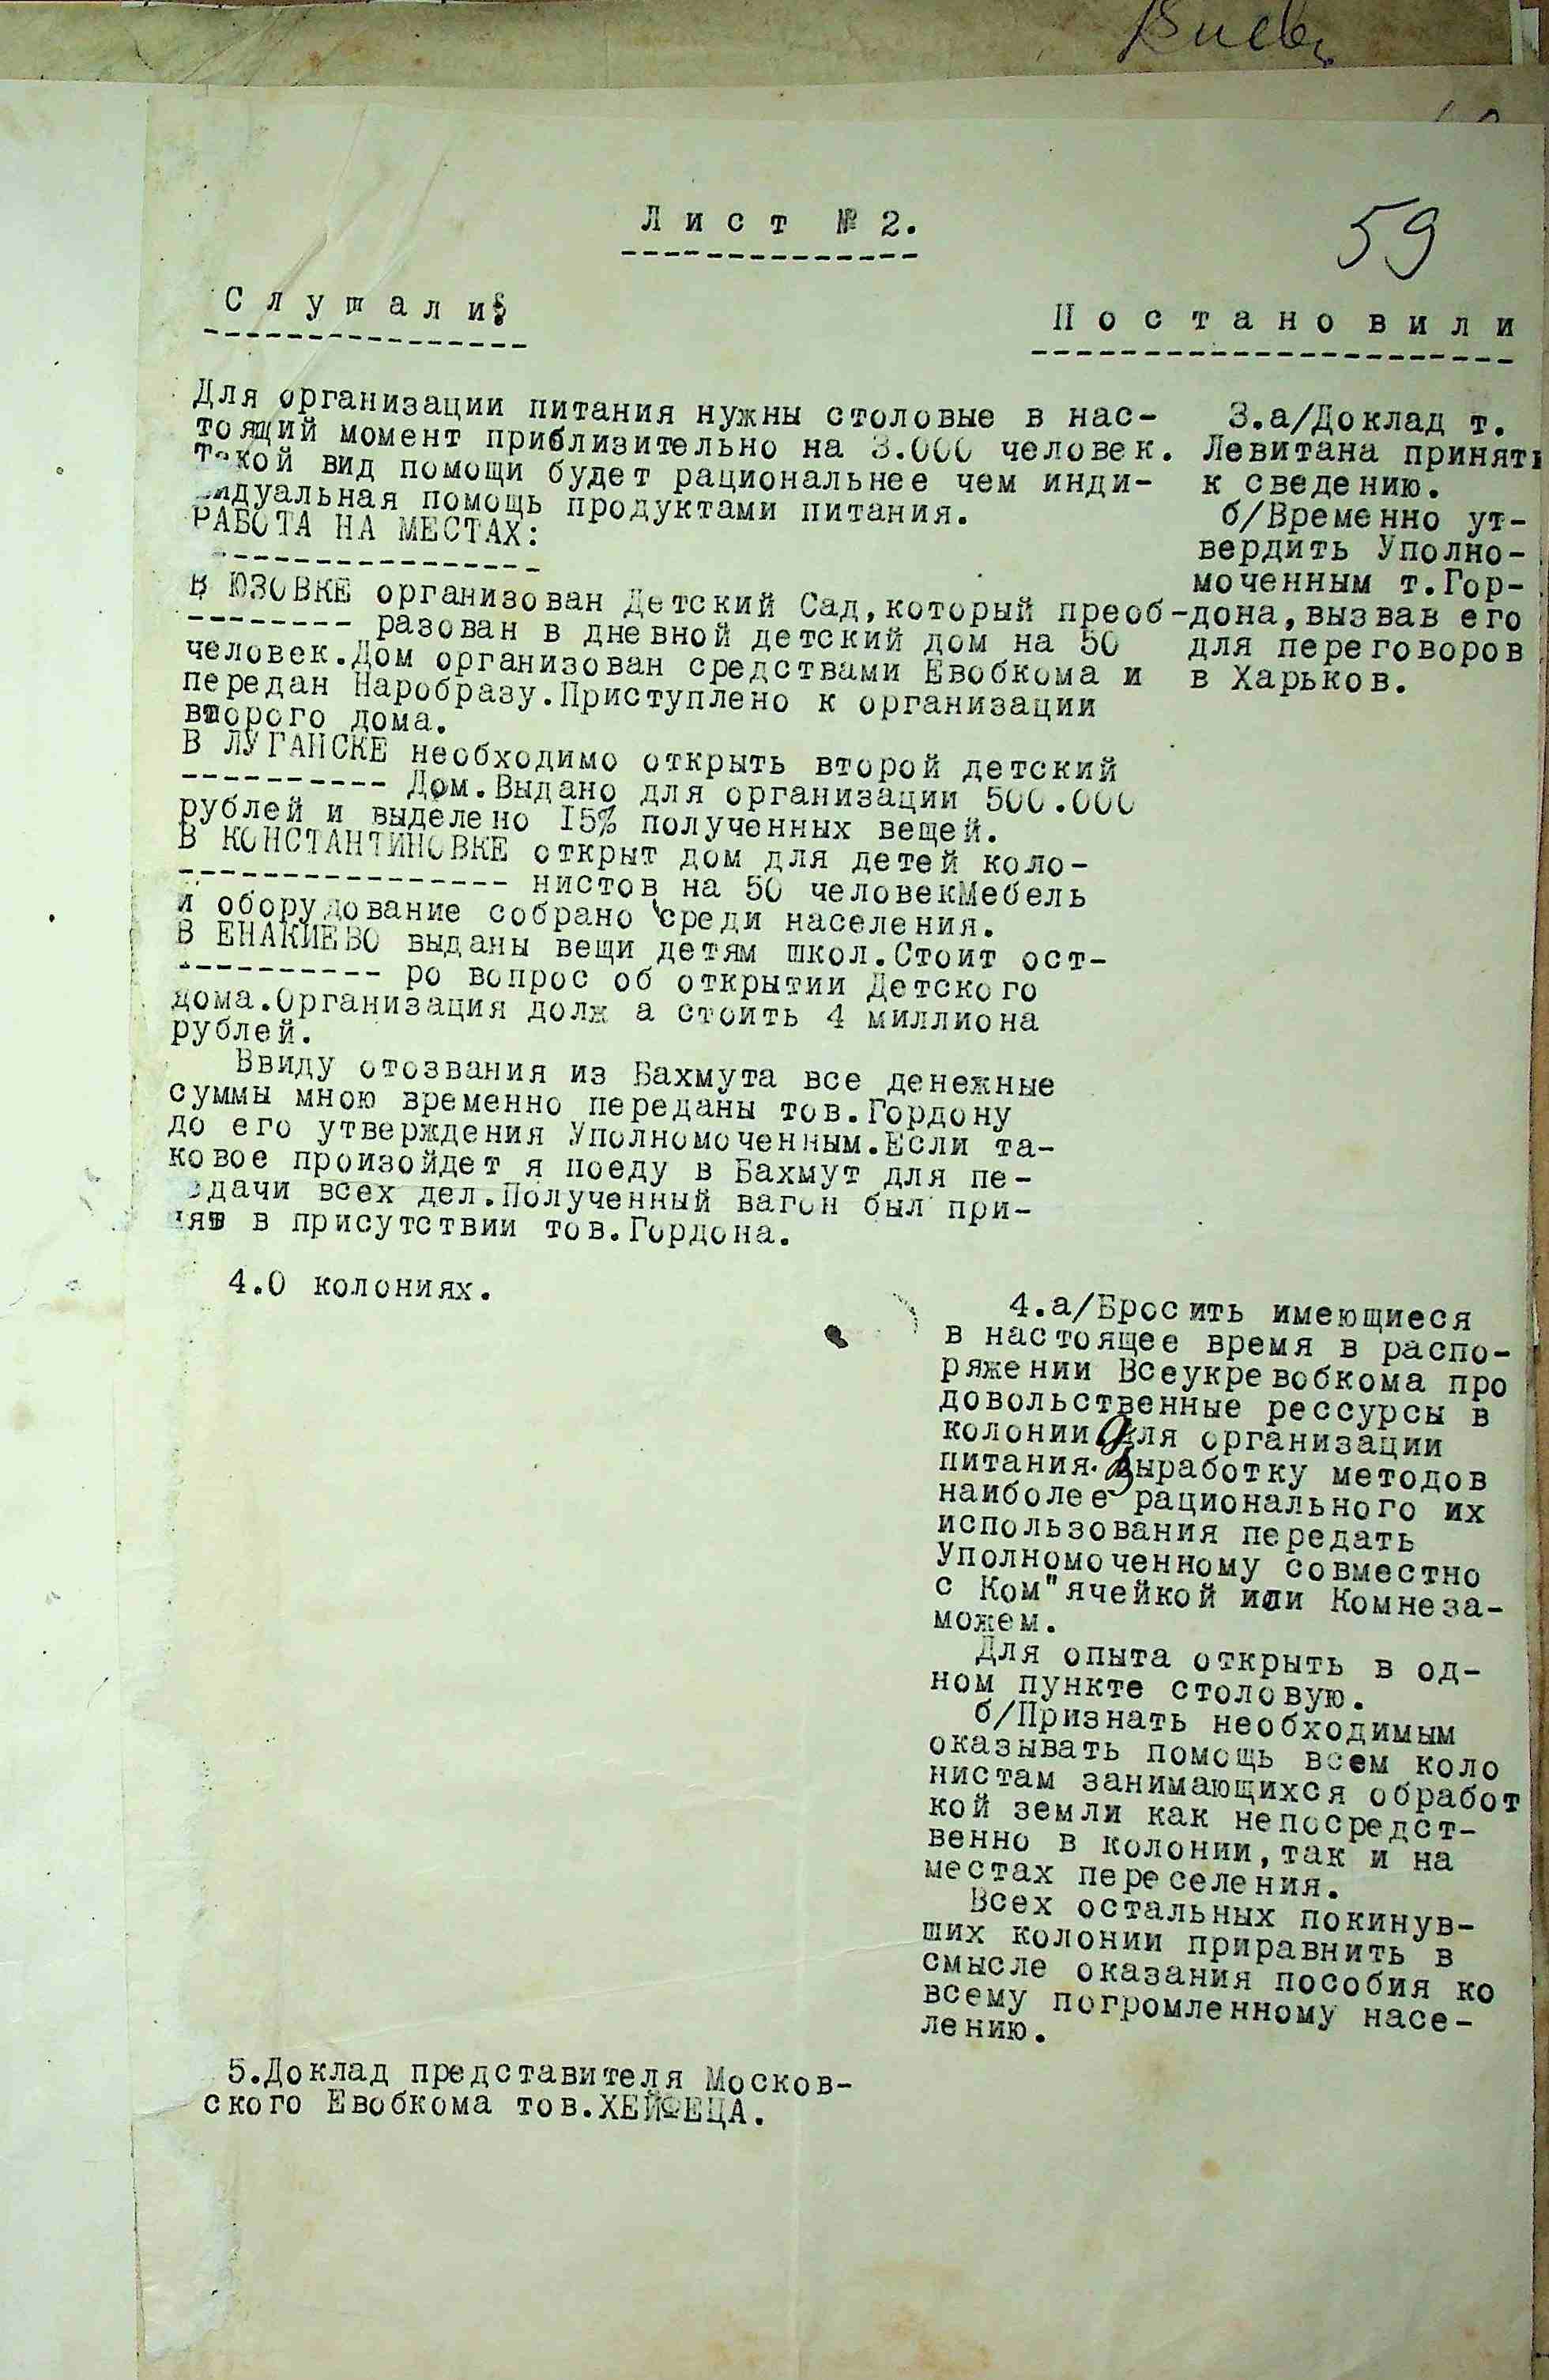 Лист № 2.
59
Слушали:
Постановили
Для организации питания нужны столовые в нас-
тоящий момент приблизительно на 3.000 человек.
Такой вид помощи будет рациональнее чем инди-
видуальная помощь продуктами питания.
РАБОТА НА МЕСТАХ:
В ЮЗОВКЕ организован Детский Сад,который преоб-
разован в дневной детский дом на 50
человек.Дом организован средствами Евобкома и
передан Наробразу.Приступлено к организации
второго дома.
В ЛУГАНСКЕ необходимо открыть второй детский
Дом.Выдано для организации 500.000
рублей и выделено 15% полученных вещей.
В КОНСТАНТИНОВКЕ открыт дом для детей коло-
нистов на 50 человекМебель
и оборудование собрано среди населения.
В ЕНАКИЕВО выданы вещи детям школ.Стоит ост-
ро вопрос об открытии Детского
дома.Организация долж а стоить 4 миллиона
рублей.
Ввиду отозвания из Бахмута все денежные
суммы мною временно переданы тов.Гордону
до его утверждения Уполномоченным.Если та-
ковое произойдет я поеду в Бахмут для пе-
едачи всех дел.Полученный вагон был при-
нят в присутствии тов.Гордона.
3.а/Доклад т.
Левитана принять
к сведению.
б/Временно ут-
вердить Уполно-
моченным т.Гор-
дона,вызвав его
для переговоров
в Харьков.
4.О колониях.
4.а/Бросить имеющиеся
в настоящее время в распо-
ряжении Всеукревобкома про
довольственные рессурсы в
колонии для организации
питания. Выработку методов
наиболее рационального их
использования передать
Уполномоченному совместно
с Ком"ячейкой или Комнеза-
можем.
Для опыта открыть в од-
ном пункте столовую.
б/Признать необходимым
оказывать помощь всем коло
нистам занимающихся обработ
кой земли как непосредст-
венно в колонии,так и на
местах переселения.
Всех остальных покинув-
ших колонии приравнить в
смысле оказания пособия ко
всему погромленному насе-
лению.
5.Доклад представителя Москов-
ского Евобкома тов.ХЕЙФЕЦА.